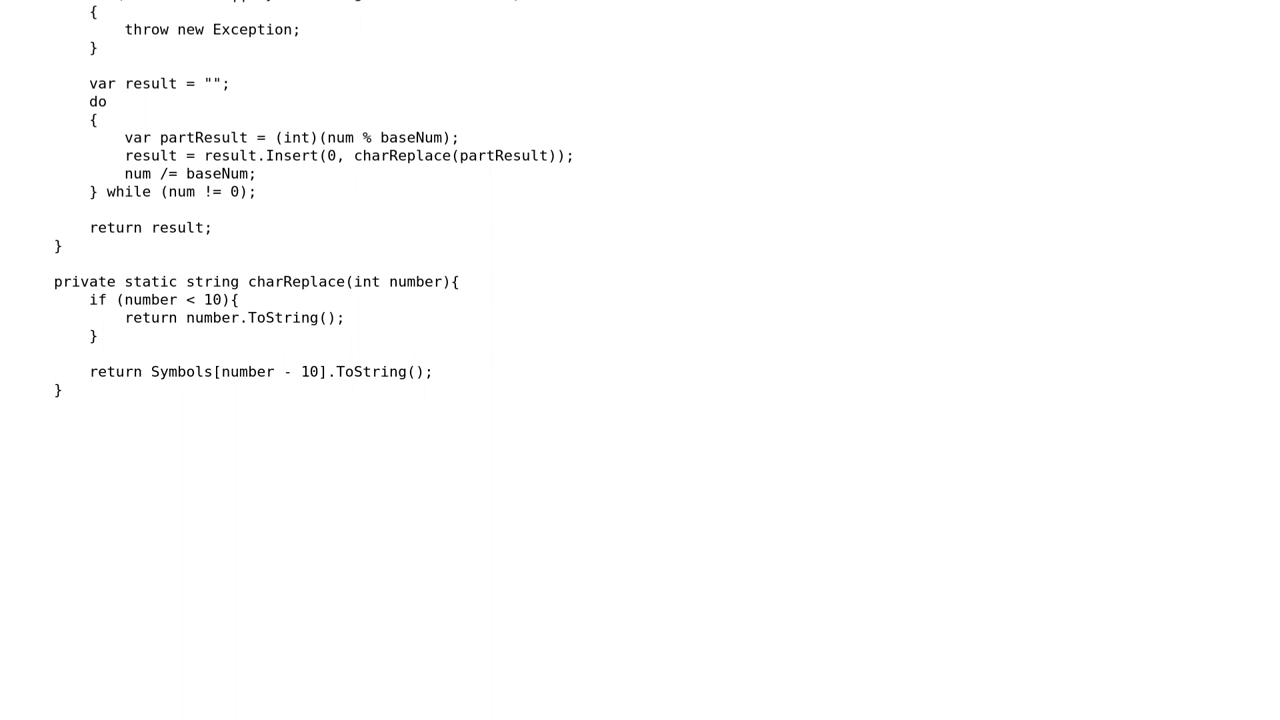 {
throw new Exception;
}
var result = "";
do
{
var partResult = (int)(num % baseNum);
result = result.Insert(0, charReplace(partResult));
num /= baseNum;
} while (num != 0);
return result;
}
private static string charReplace(int number){
if (number < 10){
return number.ToString();
}
return Symbols[number - 10].ToString();
}